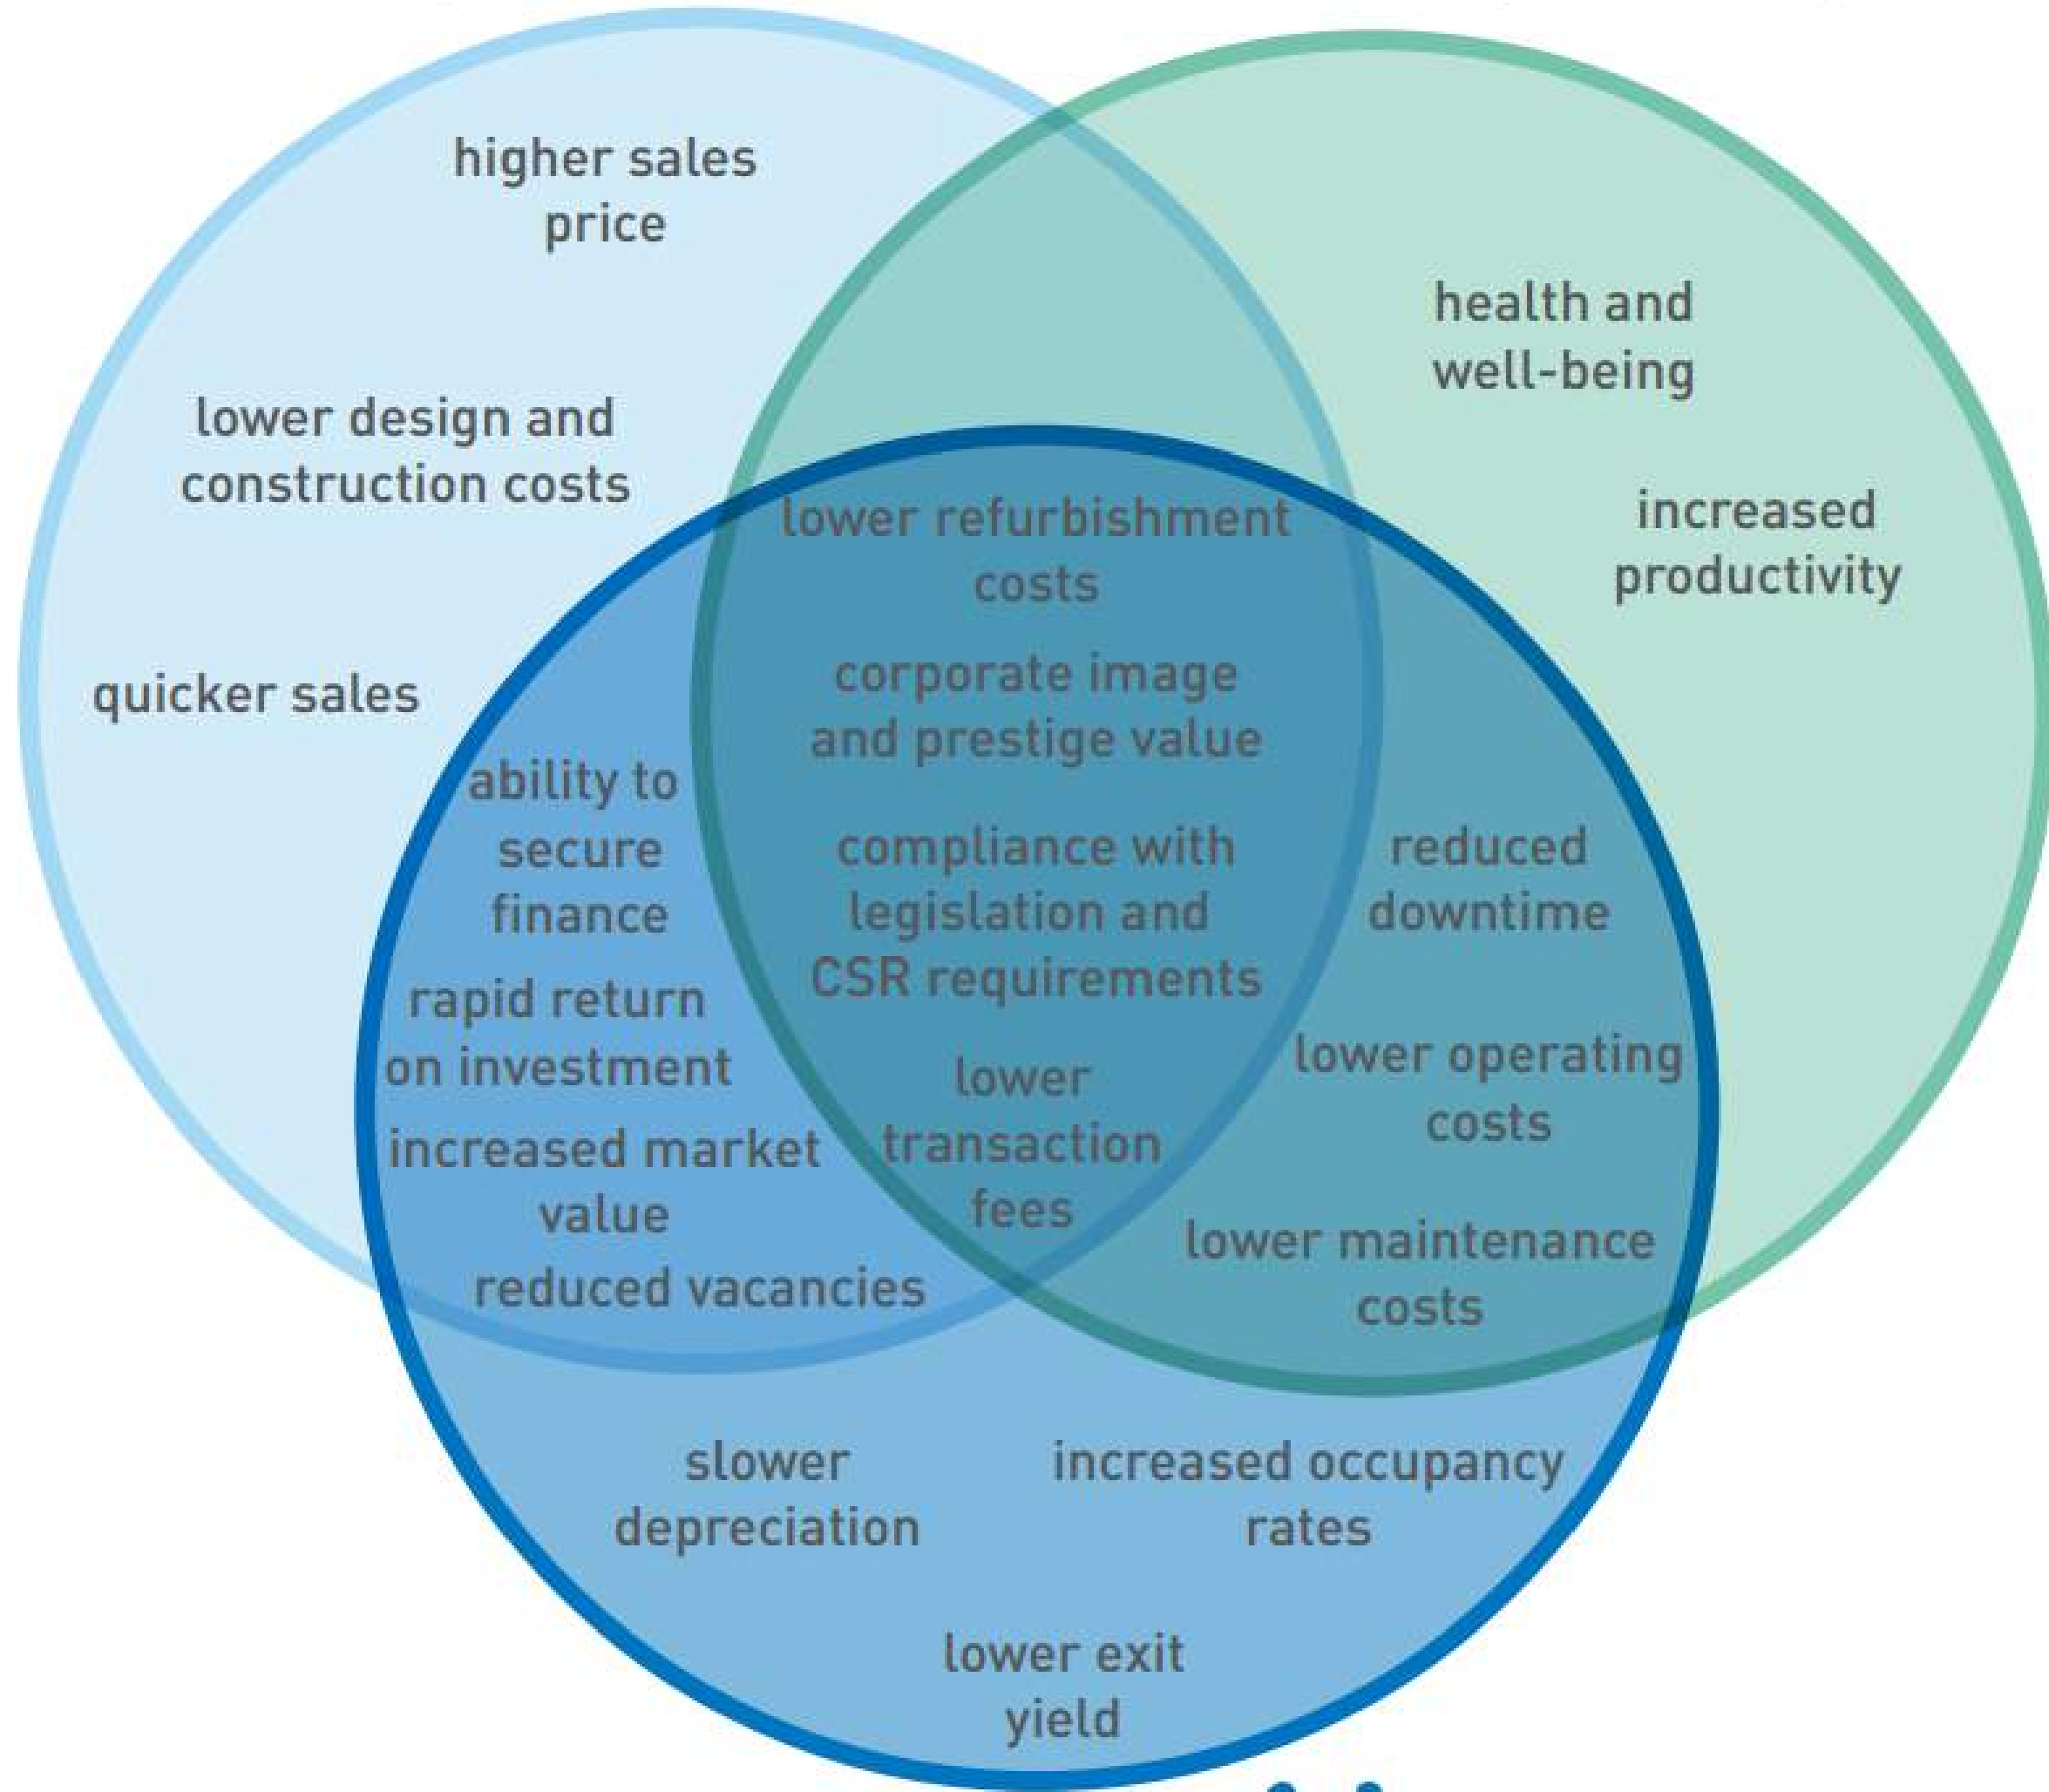 higher sales
price
health and
well-being
lower design and
construction costs
increased
productivity
lower refurbishment
costs
quicker sales
corporate image
and prestige value
ability to
secure
finance
compliance with
legislation and
CSR requirements
reduced
downtime
rapid return
on investment
lower operating
costs
lower
transaction
fees
increased market
value
lower maintenance
costs
reduced vacancies
slower
depreciation
increased occupancy
rates
lower exit
yield